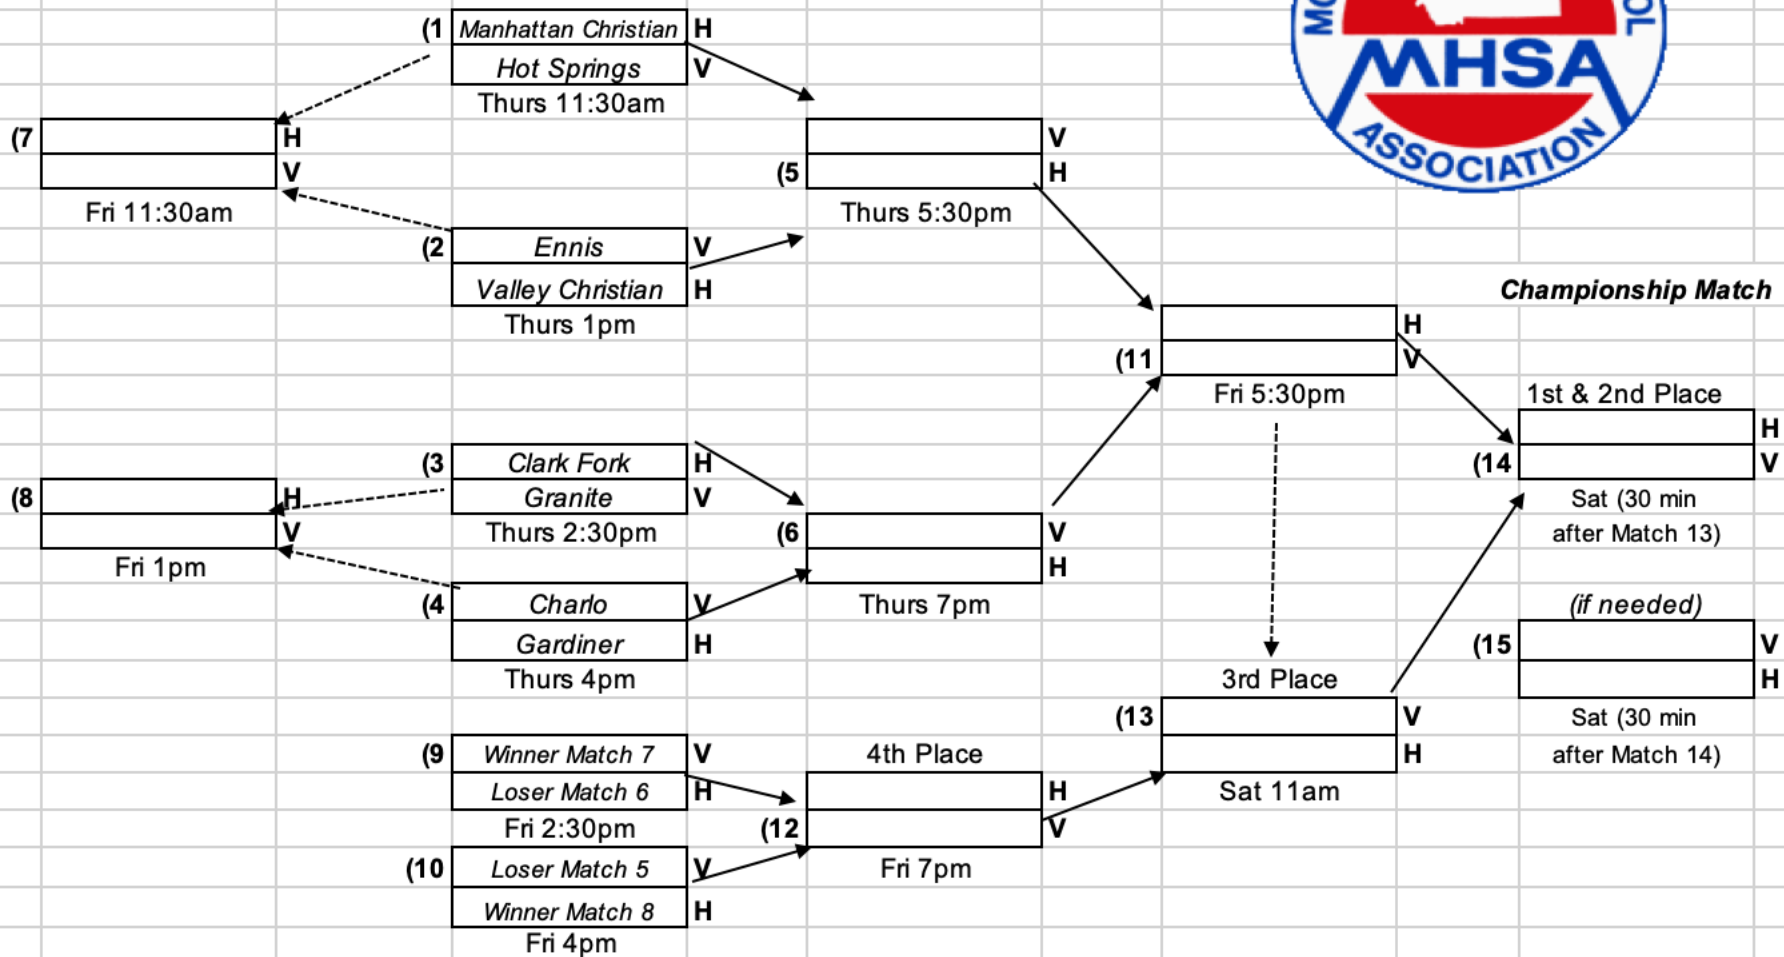 (1 Manhattan Christian H
Hot Springs V
Thurs 11:30am
(7 H
V
Fri 11:30am
V
(5 H
Thurs 5:30pm
(2 Ennis V
Valley Christian H
Thurs 1pm
H
(11 V
Fri 5:30pm
Championship Match
1st & 2nd Place
H
(14 V
Sat (30 min
after Match 13)
(3 Clark Fork H
Granite V
Thurs 2:30pm
(8 H
V
Fri 1pm
(6 V
H
Thurs 7pm
(4 Charlo V
Gardiner H
Thurs 4pm
(if needed)
(15 V
H
Sat (30 min
after Match 14)
3rd Place
(13 V
H
Sat 11am
(9 Winner Match 7 V
Loser Match 6 H
Fri 2:30pm
4th Place
H
(12 V
Fri 7pm
(10 Loser Match 5 V
Winner Match 8 H
Fri 4pm
MHSA
ASSOCIATION